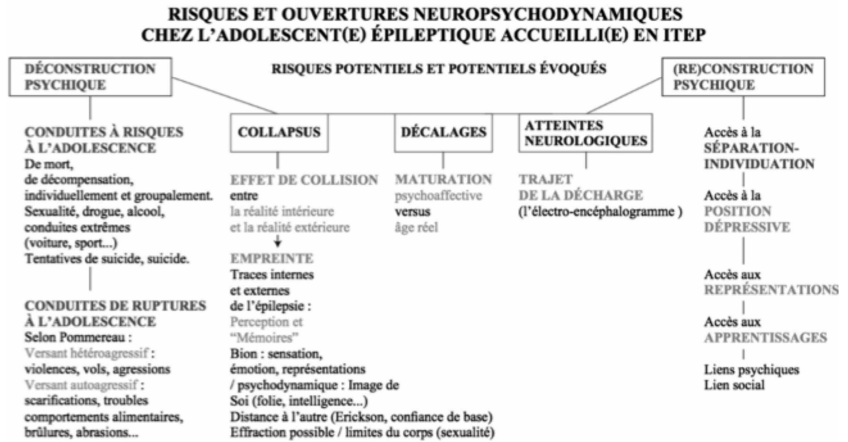 RISQUES ET OUVERTURES NEUROPSYCHODYNAMIQUES
CHEZ L'ADOLESCENT(E) ÉPILEPTIQUE ACCUEILLI(E) EN ITEP
DÉCONSTRUCTION
PSYCHIQUE
RISQUES POTENTIELS ET POTENTIELS ÉVOQUÉS
(RE)CONSTRUCTION
PSYCHIQUE
CONDUITES À RISQUES
À L'ADOLESCENCE
De mort,
de décompensation,
individuellement et groupalement.
Sexualité, drogue, alcool,
conduites extrêmes
(voiture, sport...)
Tentatives de suicide, suicide.
CONDUITES DE RUPTURES
À L'ADOLESCENCE
Selon Pommereau :
Versant hétéroagressif :
violences, vols, agressions
Versant autoagressif :
scarifications, troubles
comportements alimentaires,
brûlures, abrasions...
COLLAPSUS
EFFET DE COLLISION
entre
la réalité intérieure
et la réalité extérieure
EMPREINTE
Traces internes
et externes
de l'épilepsie :
Perception et
“Mémoires”
Bion : sensation,
émotion, représentations
/ psychodynamique : Image de
Soi (folie, intelligence...)
Distance à l'autre (Erickson, confiance de base)
Effraction possible / limites du corps (sexualité)
DÉCALAGES
MATURATION
psychoaffective
versus
âge réel
ATTEINTES
NEUROLOGIQUES
TRAJET
DE LA DÉCHARGE
(l'électro-encéphalogramme )
Accès à la
SÉPARATION-
INDIVIDUATION
Accès à la
POSITION
DÉPRESSIVE
Accès aux
REPRÉSENTATIONS
Accès aux
APPRENTISSAGES
Liens psychiques
Lien social